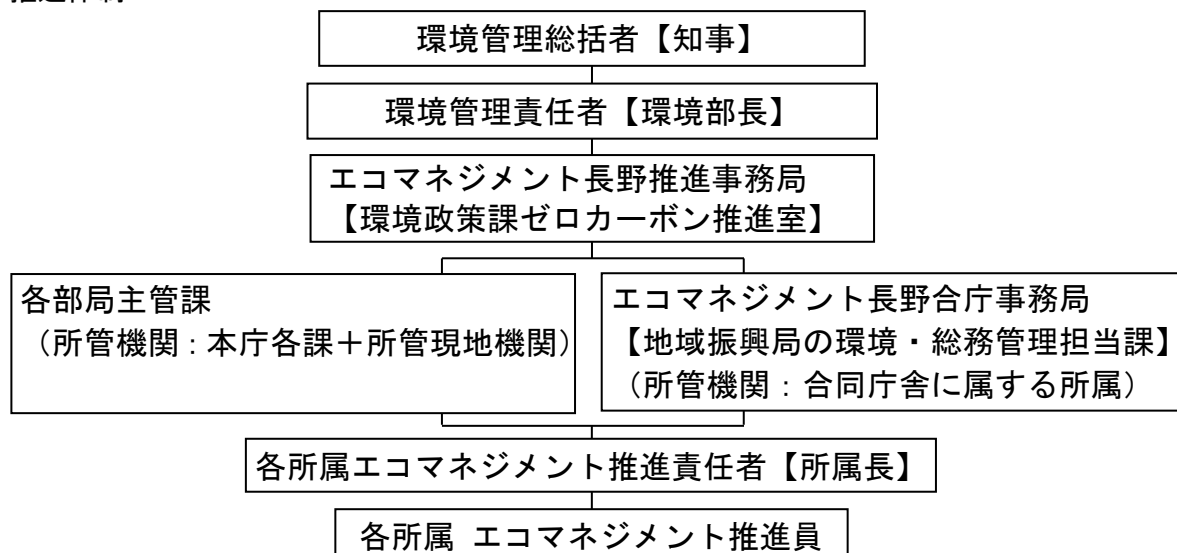 環境管理総括者【知事】
環境管理責任者【環境部長】
エコマネジメント長野推進事務局
【環境政策課ゼロカーボン推進室】
各部局主管課
（所管機関：本庁各課＋所管現地機関）
エコマネジメント長野合庁事務局
【地域振興局の環境・総務管理担当課】
（所管機関：合同庁舎に属する所属）
各所属エコマネジメント推進責任者【所属長】
各所属 エコマネジメント推進員